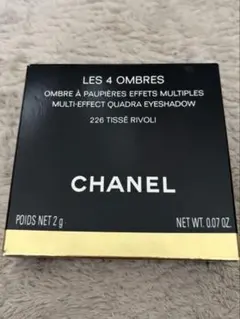 LES 4 OMBRES
OMBRE À PAUPIÈRES EFFETS MULTIPLES
MULTI-EFFECT QUADRA EYESHADOW
226 TISSÉ RIVOLI
CHANEL
POIDS NET 2 g NET WT. 0.07 OZ.